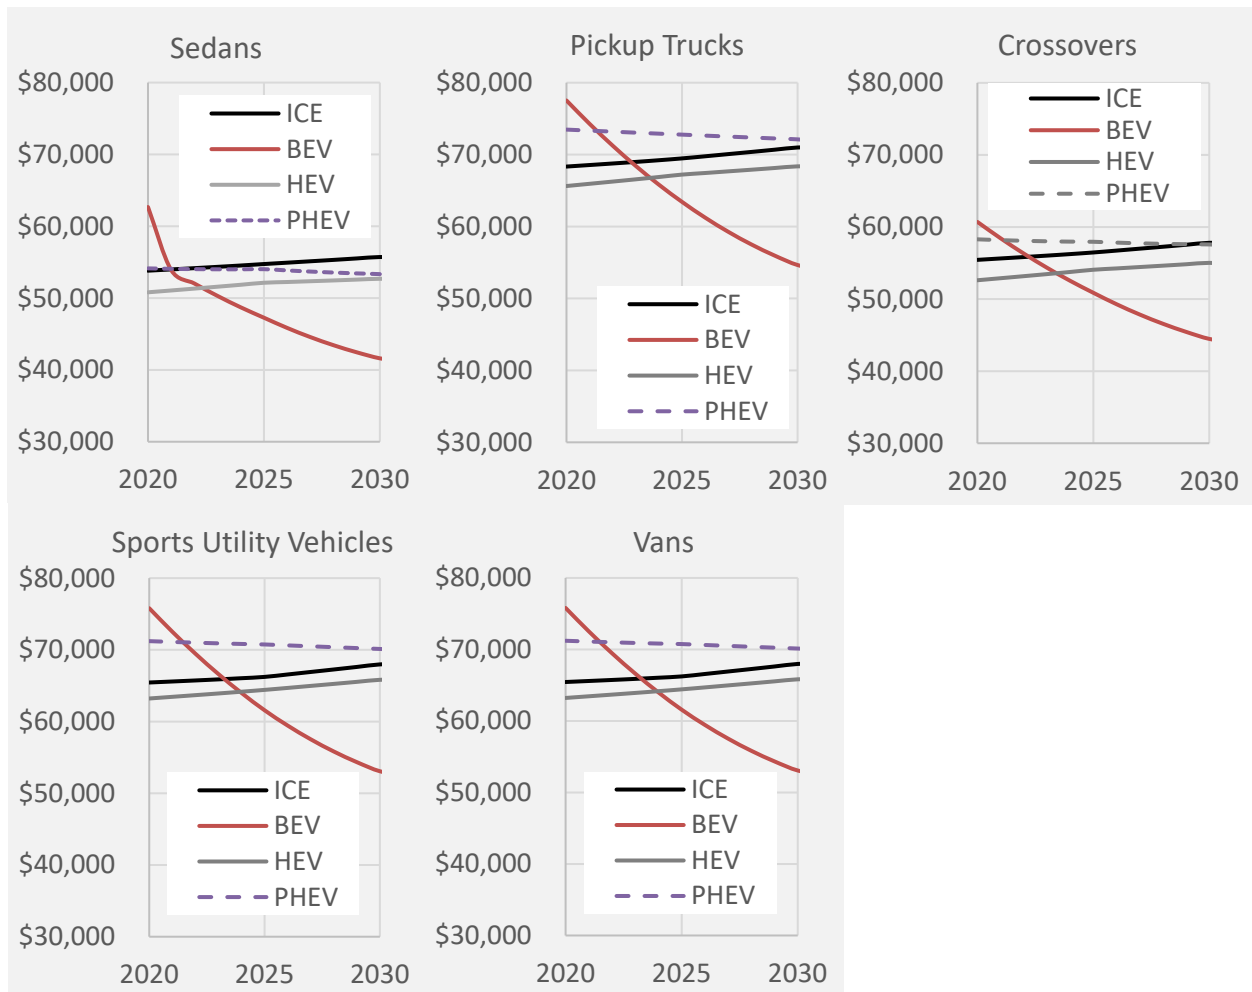 Sedans
$80,000
$70,000
$60,000
$50,000
$40,000
$30,000
2020
2025
2030
ICE
BEV
HEV
PHEV
Pickup Trucks
$80,000
$70,000
$60,000
$50,000
$40,000
$30,000
2020
2025
2030
ICE
BEV
HEV
PHEV
Crossovers
$80,000
$70,000
$60,000
$50,000
$40,000
$30,000
2020
2025
2030
ICE
BEV
HEV
PHEV
Sports Utility Vehicles
$80,000
$70,000
$60,000
$50,000
$40,000
$30,000
2020
2025
2030
ICE
BEV
HEV
PHEV
Vans
$80,000
$70,000
$60,000
$50,000
$40,000
$30,000
2020
2025
2030
ICE
BEV
HEV
PHEV